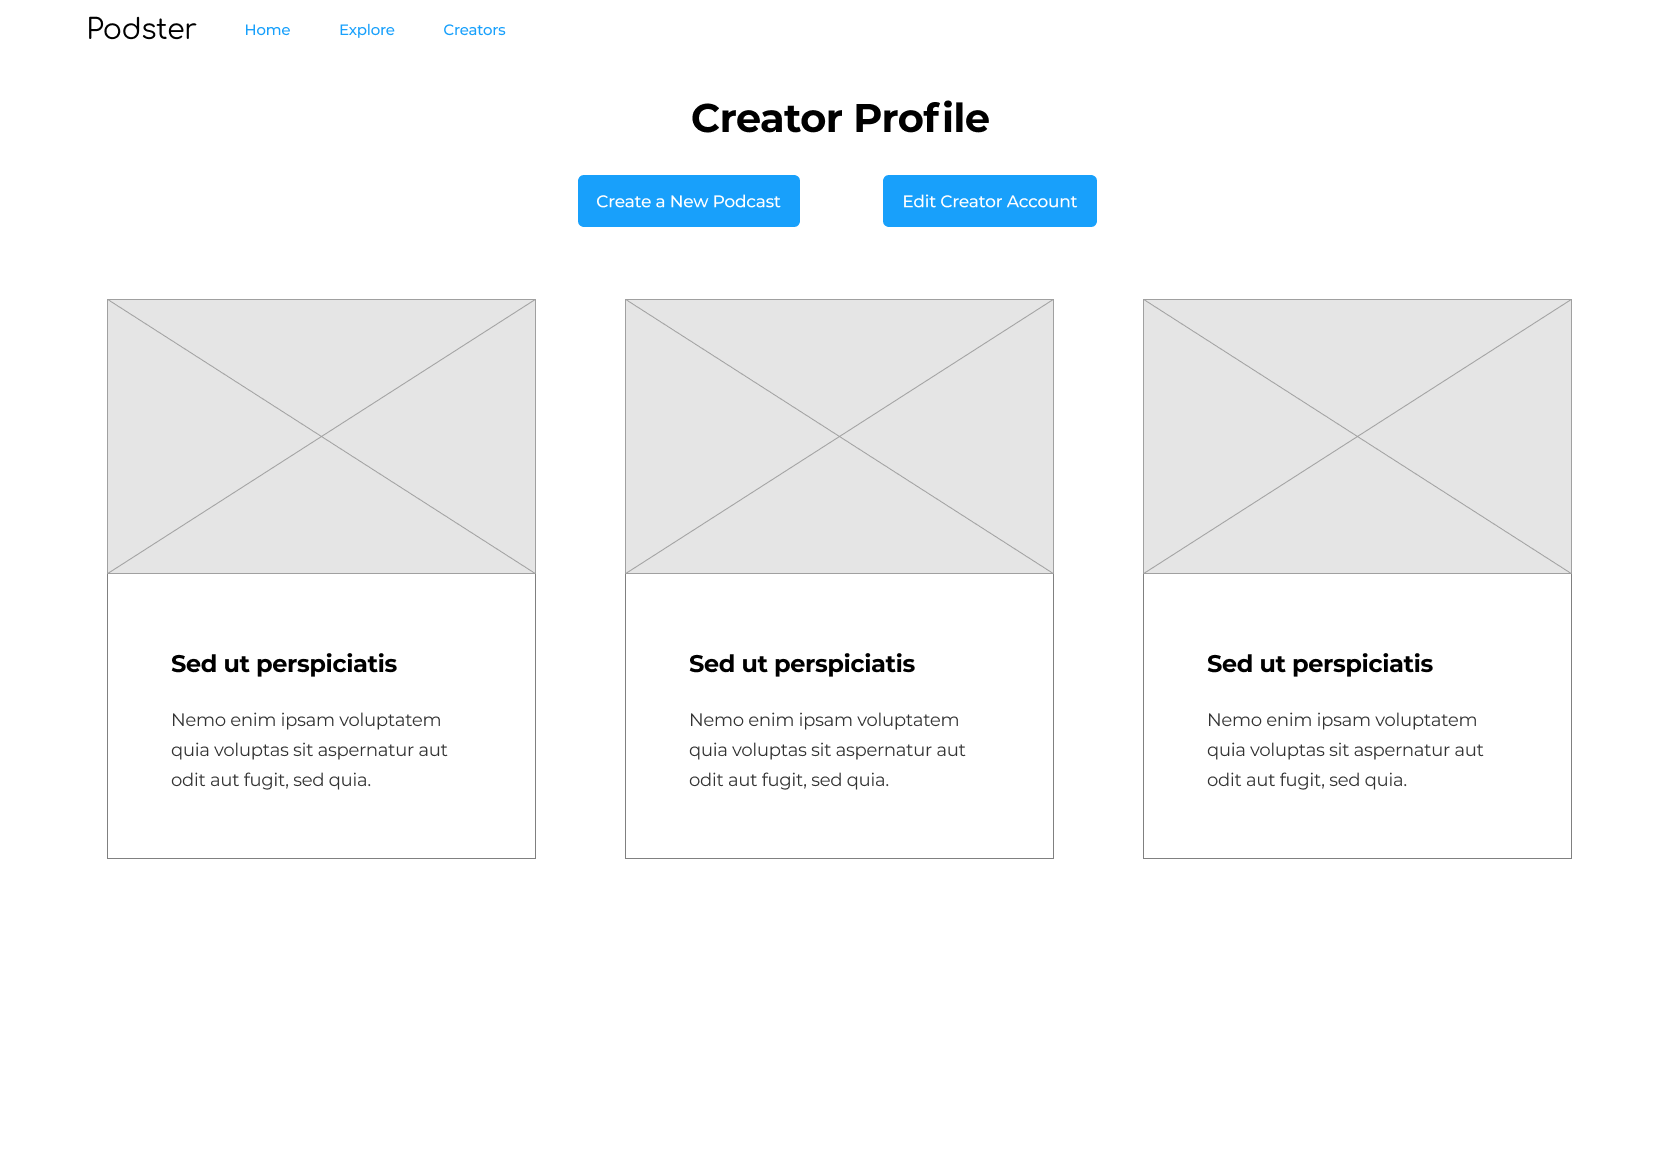 Podster Home Explore Creators
Creator Profile
Create a New Podcast Edit Creator Account
Sed ut perspiciatis
Nemo enim ipsam voluptatem
quia voluptas sit aspernatur aut
odit aut fugit, sed quia.
Sed ut perspiciatis
Nemo enim ipsam voluptatem
quia voluptas sit aspernatur aut
odit aut fugit, sed quia.
Sed ut perspiciatis
Nemo enim ipsam voluptatem
quia voluptas sit aspernatur aut
odit aut fugit, sed quia.